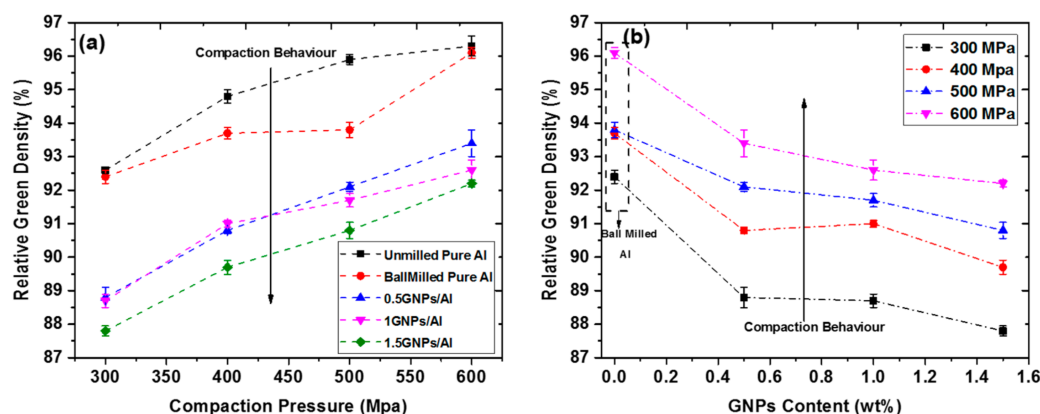 (a)
Compaction Behaviour
Relative Green Density (%)
97
96
95
94
93
92
91
90
89
88
87
300
350
400
450
500
550
600
Compaction Pressure (Mpa)
Unmilled Pure Al
BallMilled Pure Al
0.5GNPs/Al
1GNPs/Al
1.5GNPs/Al
(b)
300 MPa
400 Mpa
500 MPa
600 MPa
Relative Green Density (%)
97
96
95
94
93
92
91
90
89
88
87
Ball Milled
Al
Compaction Behaviour
0.0
0.2
0.4
0.6
0.8
1.0
1.2
1.4
1.6
GNPs Content (wt%)